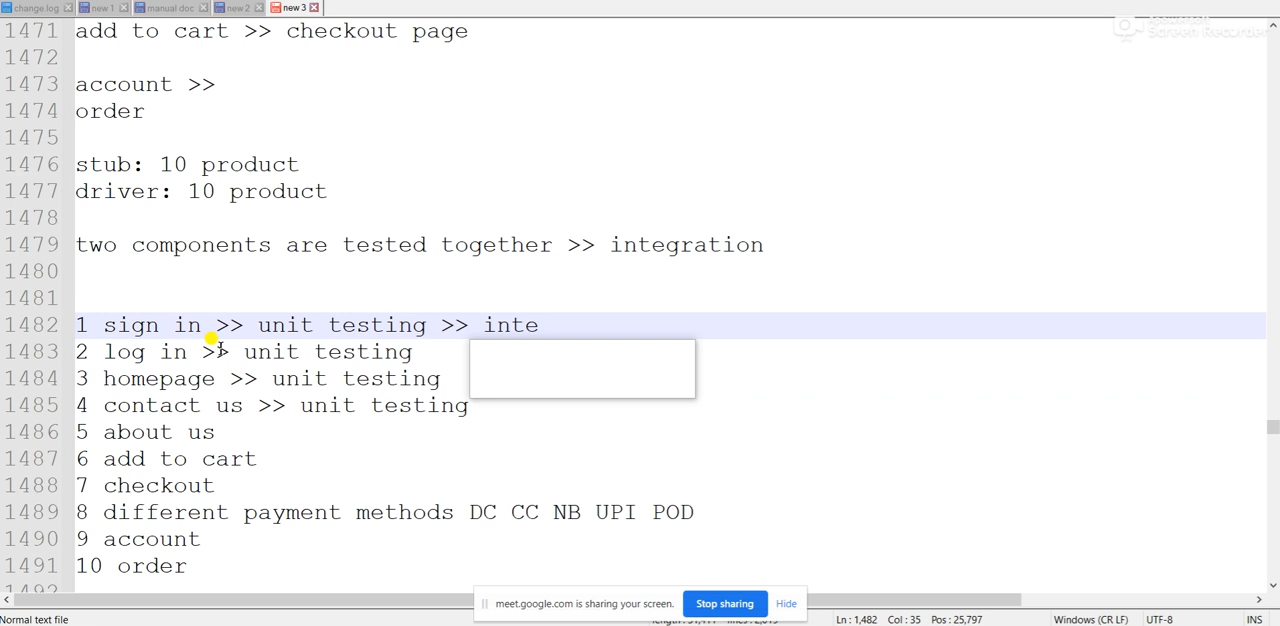 change.log new 1 manual doc new 2 new 3
Screen Recorder
1471 add to cart >> checkout page
1472
1473 account >>
1474 order
1475
1476 stub: 10 product
1477 driver: 10 product
1478
1479 two components are tested together >> integration
1480
1481
1482 1 sign in >> unit testing >> inte
1483 2 log in >> unit testing
1484 3 homepage >> unit testing
1485 4 contact us >> unit testing
1486 5 about us
1487 6 add to cart
1488 7 checkout
1489 8 different payment methods DC CC NB UPI POD
1490 9 account
1491 10 order
1492
meet.google.com is sharing your screen. Stop sharing Hide
Normal text file Ln : 1,482 Col : 35 Pos : 25,797 Windows (CR LF) UTF-8 INS